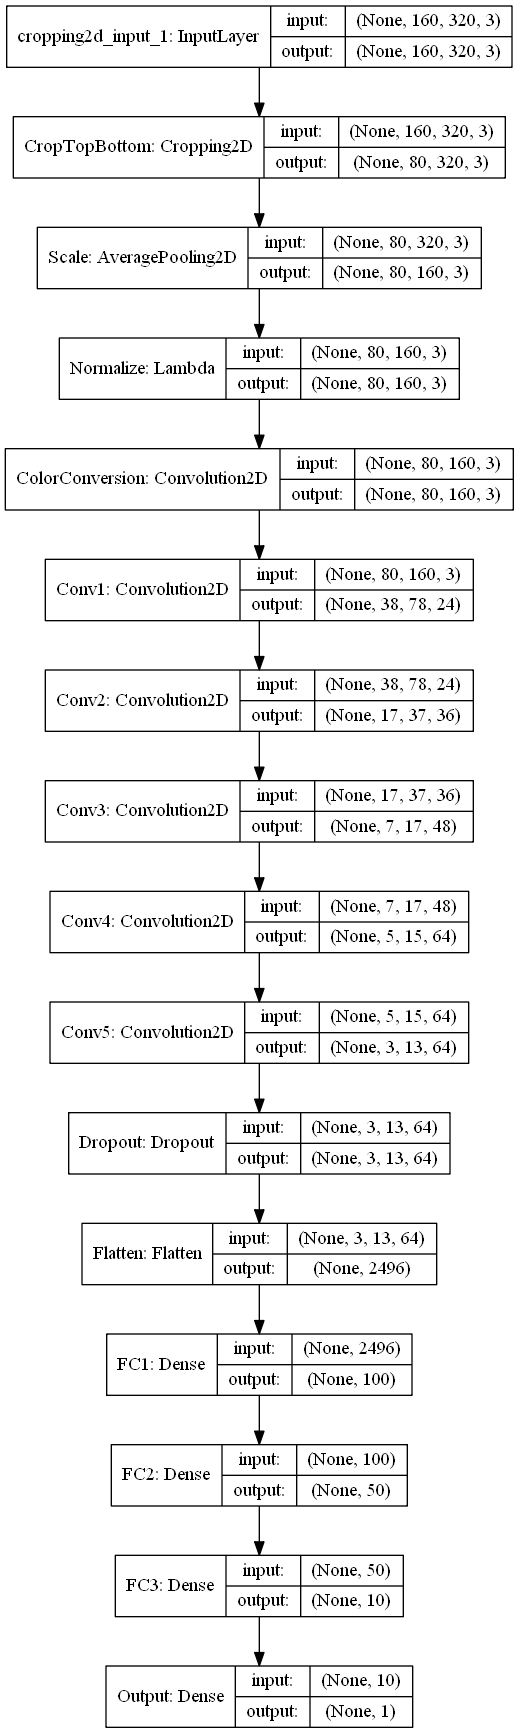 cropping2d_input_1: InputLayer
input:
(None, 160, 320, 3)
output:
(None, 160, 320, 3)
CropTopBottom: Cropping2D
input:
(None, 160, 320, 3)
output:
(None, 80, 320, 3)
Scale: AveragePooling2D
input:
(None, 80, 320, 3)
output:
(None, 80, 160, 3)
Normalize: Lambda
input:
(None, 80, 160, 3)
output:
(None, 80, 160, 3)
ColorConversion: Convolution2D
input:
(None, 80, 160, 3)
output:
(None, 80, 160, 3)
Conv1: Convolution2D
input:
(None, 80, 160, 3)
output:
(None, 38, 78, 24)
Conv2: Convolution2D
input:
(None, 38, 78, 24)
output:
(None, 17, 37, 36)
Conv3: Convolution2D
input:
(None, 17, 37, 36)
output:
(None, 7, 17, 48)
Conv4: Convolution2D
input:
(None, 7, 17, 48)
output:
(None, 5, 15, 64)
Conv5: Convolution2D
input:
(None, 5, 15, 64)
output:
(None, 3, 13, 64)
Dropout: Dropout
input:
(None, 3, 13, 64)
output:
(None, 3, 13, 64)
Flatten: Flatten
input:
(None, 3, 13, 64)
output:
(None, 2496)
FC1: Dense
input:
(None, 2496)
output:
(None, 100)
FC2: Dense
input:
(None, 100)
output:
(None, 50)
FC3: Dense
input:
(None, 50)
output:
(None, 10)
Output: Dense
input:
(None, 10)
output:
(None, 1)